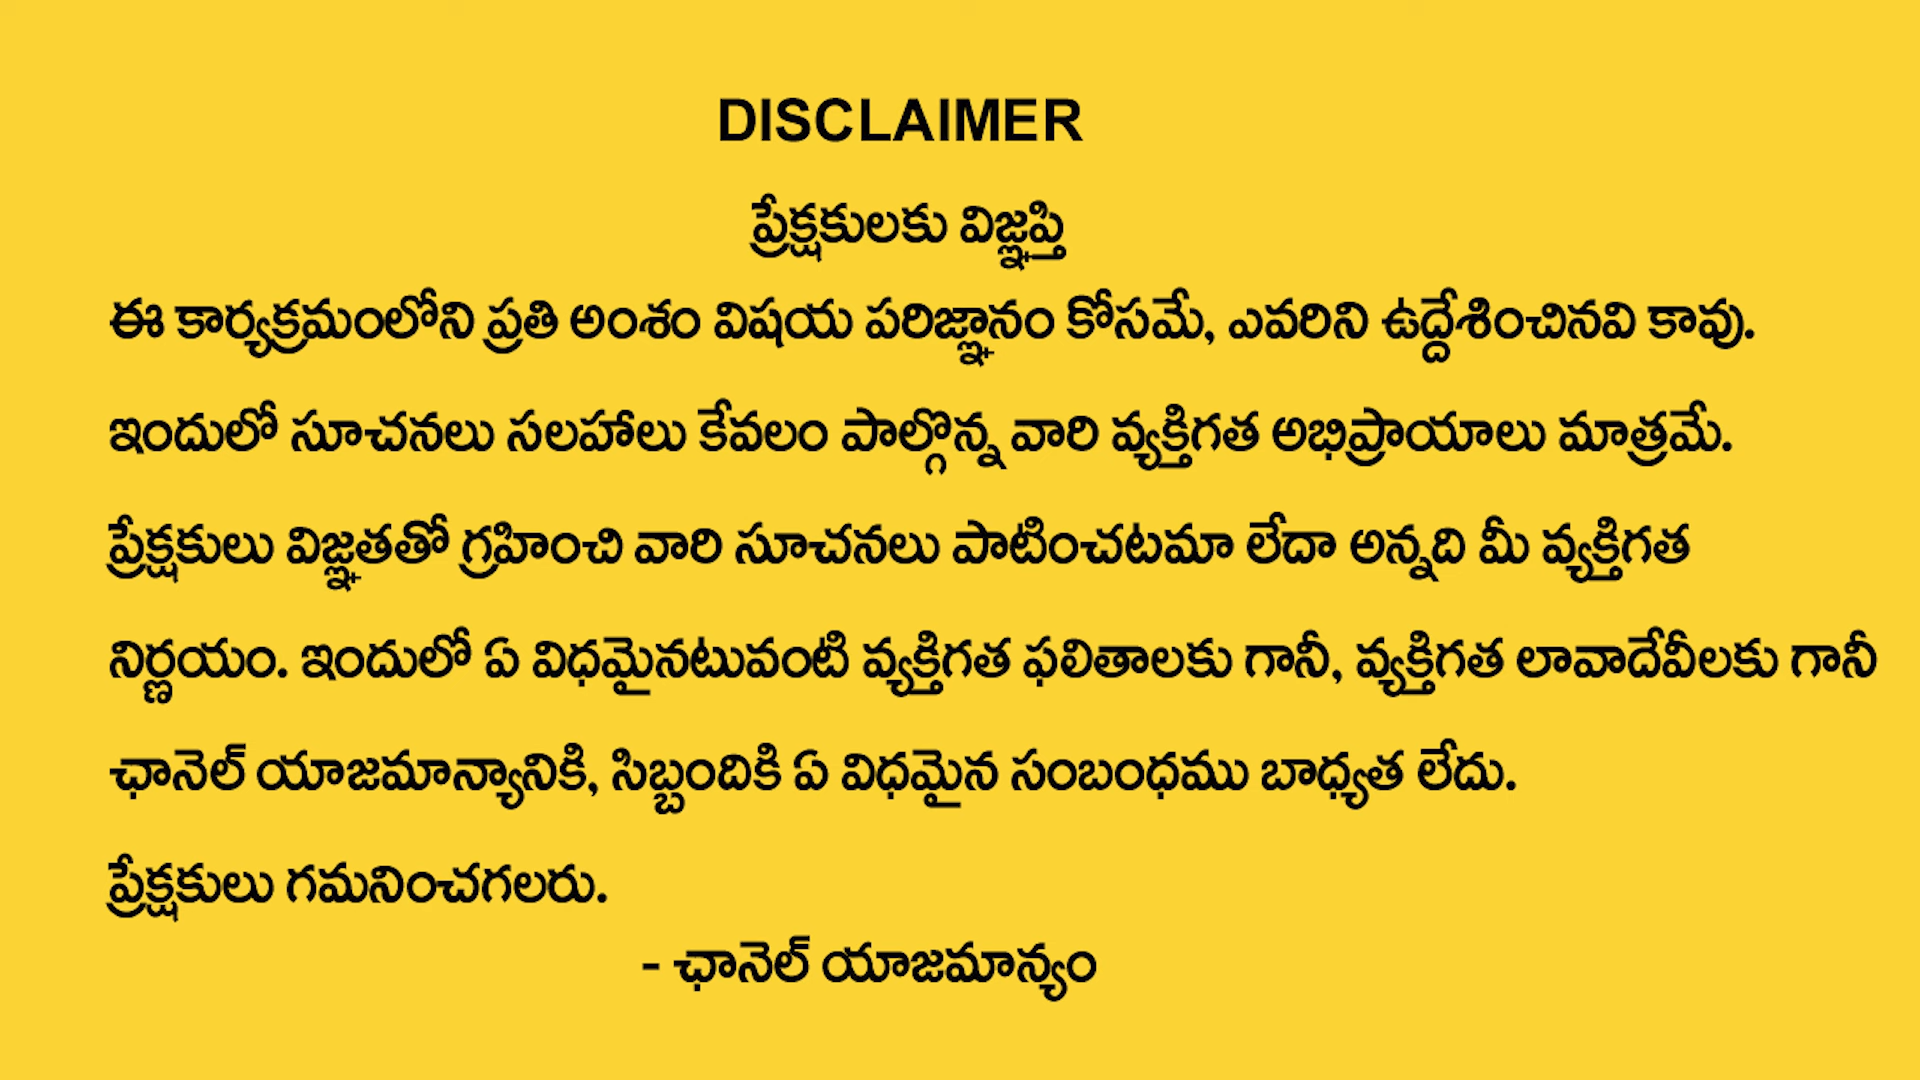 DISCLAIMER
ప్రేక్షకులకు విజ్ఞప్తి
ఈ కార్యక్రమంలోని ప్రతి అంశం విషయ పరిజ్ఞానం కోసమే, ఎవరిని ఉద్దేశించినవి కావు.
ఇందులో సూచనలు సలహాలు కేవలం పాల్గొన్న వారి వ్యక్తిగత అభిప్రాయాలు మాత్రమే.
ప్రేక్షకులు విజ్ఞతతో గ్రహించి వారి సూచనలు పాటించటమా లేదా అన్నది మీ వ్యక్తిగత
నిర్ణయం. ఇందులో ఏ విధమైనటువంటి వ్యక్తిగత ఫలితాలకు గానీ, వ్యక్తిగత లావాదేవీలకు గానీ
ఛానెల్ యాజమాన్యానికి, సిబ్బందికి ఏ విధమైన సంబంధము బాధ్యత లేదు.
ప్రేక్షకులు గమనించగలరు.
- ఛానెల్ యాజమాన్యం